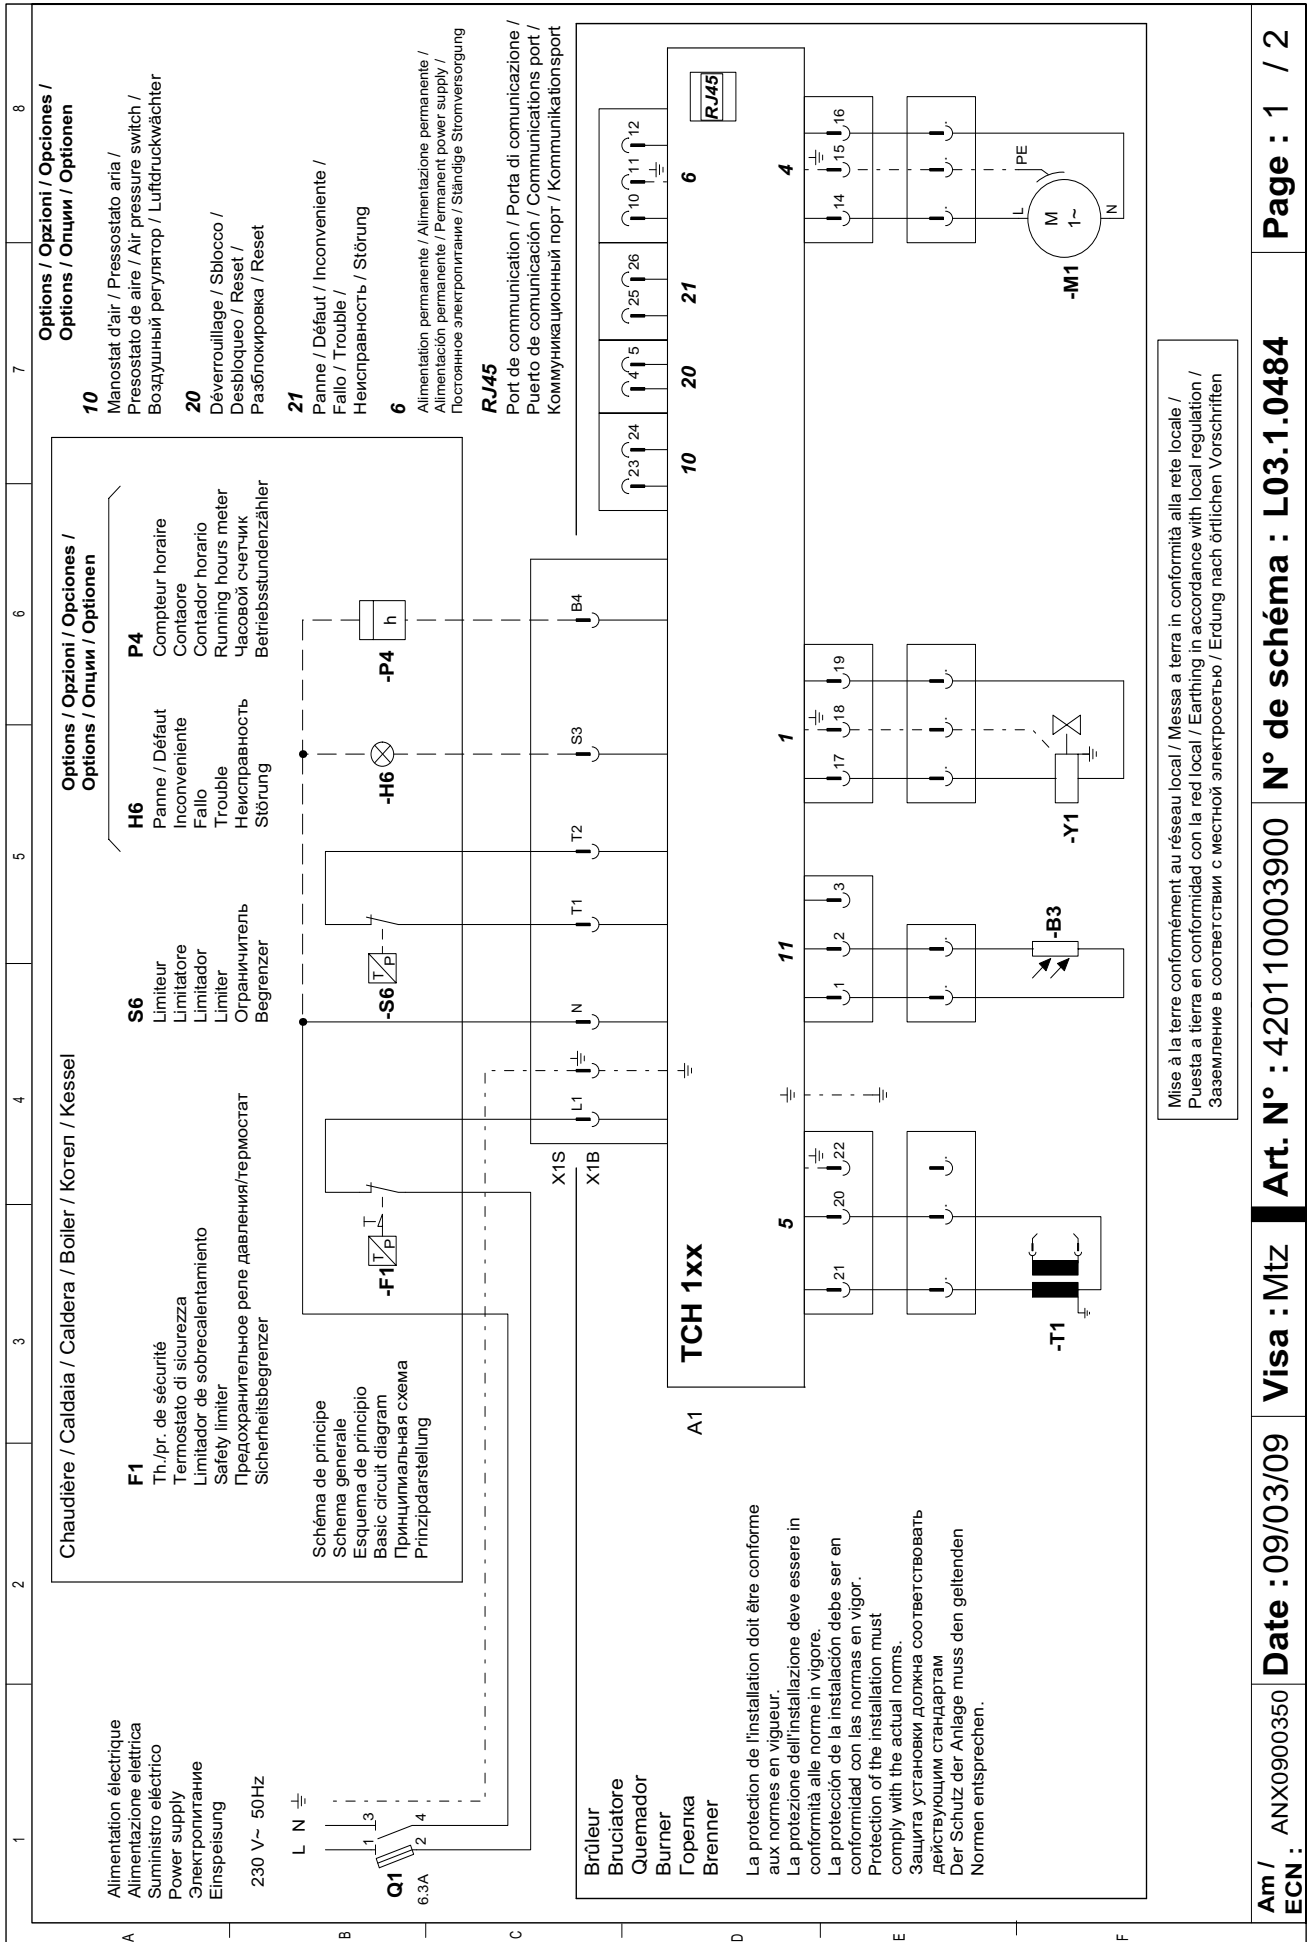 1
2
3
4
5
6
7
8
A
B
C
D
E
F
Alimentation électrique
Alimentazione elettrica
Suministro eléctrico
Power supply
Электропитание
Einspeisung
230 V~ 50Hz
L N
1 3
2 4
Q1
6.3A
Chaudière / Caldaia / Caldera / Boiler / Котел / Kessel
F1
Th./pr. de sécurité
Termostato di sicurezza
Limitador de sobrecalentamiento
Safety limiter
Предохранительное реле давления/термостат
Sicherheitsbegrenzer
S6
Limiteur
Limitatore
Limitador
Limiter
Ограничитель
Begrenzer
Options / Opzioni / Opciones /
Options / Опции / Optionen
H6
Panne / Défaut
Inconveniente
Fallo
Trouble
Неисправность
Störung
P4
Compteur horaire
Contaore
Contador horario
Running hours meter
Часовой счетчик
Betriebsstundenzähler
Schéma de principe
Schema generale
Esquema de principio
Basic circuit diagram
Принципиальная схема
Prinzipdarstellung
T P
-F1
T P
-S6
-H6
h
-P4
Options / Opzioni / Opciones /
Options / Опции / Optionen
10
Manostat d'air / Pressostato aria /
Presostato de aire / Air pressure switch /
Воздушный регулятор / Luftdruckwächter
20
Déverrouillage / Sblocco /
Desbloqueo / Reset /
Разблокировка / Reset
21
Panne / Défaut / Inconveniente /
Fallo / Trouble /
Неисправность / Störung
6
Alimentation permanente / Alimentazione permanente /
Alimentación permanente / Permanent power supply /
Постоянное электропитание / Ständige Stromversorgung
RJ45
Port de communication / Porta di comunicazione /
Puerto de comunicación / Communications port /
Коммуникационный порт / Kommunikationsport
X1S
X1B
L1
N
T1
T2
S3
B4
23 24
4 5
25 26
10 11 12
10
20
21
6
RJ45
Brûleur
Bruciatore
Quemador
Burner
Горелка
Brenner
A1
TCH 1xx
La protection de l'installation doit être conforme
aux normes en vigueur.
La protezione dell'installazione deve essere in
conformità alle norme in vigore.
La protección de la instalación debe ser en
conformidad con las normas en vigor.
Protection of the installation must
comply with the actual norms.
Защита установки должна соответствовать
действующим стандартам
Der Schutz der Anlage muss den geltenden
Normen entsprechen.
5
11
1
4
21 20 22
1 2 3
17 18 19
14 15 16
-T1
-B3
-Y1
L
PE
M
1~
N
-M1
Mise à la terre conformément au réseau local / Messa a terra in conformità alla rete locale /
Puesta a tierra en conformidad con la red local / Earthing in accordance with local regulation /
Заземление в соответствии с местной электросетью / Erdung nach örtlichen Vorschriften
Am / ECN : ANX0900350
Date : 09/03/09
Visa : Mtz
Art. N° : 4201 1000 3900
N° de schéma : L03.1.0484
Page : 1 / 2